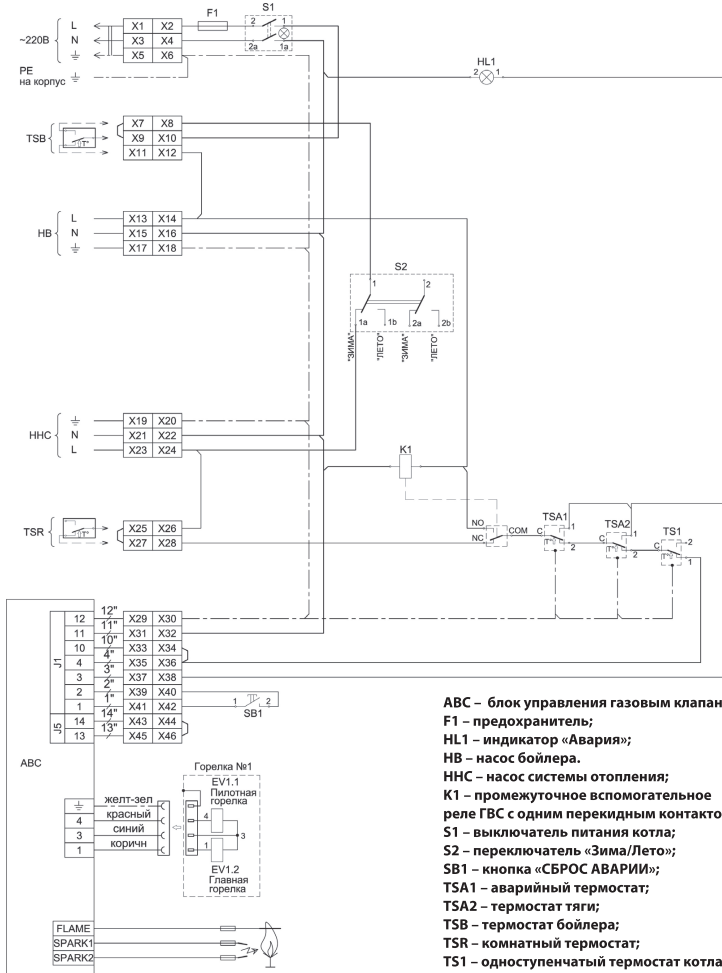 F1
S1
~220В
L
N
X1 X2
X3 X4
X5 X6
2 1
2a 1a
PE
на корпус
HL1
2 1
TSB
T°
X7 X8
X9 X10
X11 X12
НВ
L
N
X13 X14
X15 X16
X17 X18
S2
1 2
1a 1b 2a 2b
"ЗИМА"
"ЛЕТО"
"ЗИМА"
"ЛЕТО"
ННС
N
L
X19 X20
X21 X22
X23 X24
K1
TSR
T°
X25 X26
X27 X28
NO
NC
COM
TSA1
C 1
T° 2
TSA2
C 1
T° 2
TS1
C 2
T° 1
J1
12 12" X29 X30
11 11" X31 X32
10 10" X33 X34
4 4" X35 X36
3 3" X37 X38
2 2" X39 X40
1 1" X41 X42
J5
14 14" X43 X44
13 13" X45 X46
1 2
SB1
АВС
Горелка №1
EV1.1
Пилотная
горелка
желт-зел
4 красный
3 синий
1 коричн
4
3
1
EV1.2
Главная
горелка
FLAME
SPARK1
SPARK2
АВС – блок управления газовым клапан
F1 – предохранитель;
HL1 – индикатор «Авария»;
НВ – насос бойлера.
ННС – насос системы отопления;
К1 – промежуточное вспомогательное
реле ГВС с одним перекидным контакто
S1 – выключатель питания котла;
S2 – переключатель «Зима/Лето»;
SB1 – кнопка «СБРОС АВАРИИ»;
TSA1 – аварийный термостат;
TSA2 – термостат тяги;
TSB – термостат бойлера;
TSR – комнатный термостат;
TS1 – одноступенчатый термостат котла